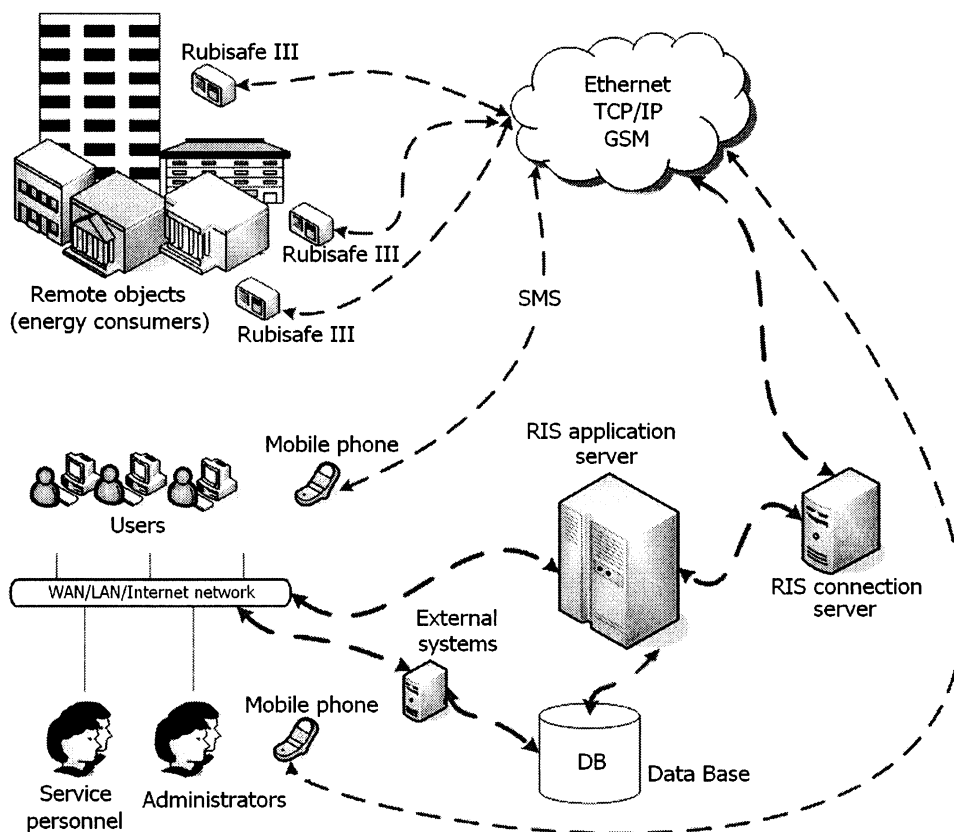 Rubisafe III
Ethernet
TCP/IP
GSM
Rubisafe III
Remote objects
(energy consumers)
Rubisafe III
SMS
Mobile phone
RIS application
server
Users
WAN/LAN/Internet network
RIS connection
server
External
systems
Mobile phone
DB
Data Base
Service
personnel
Administrators